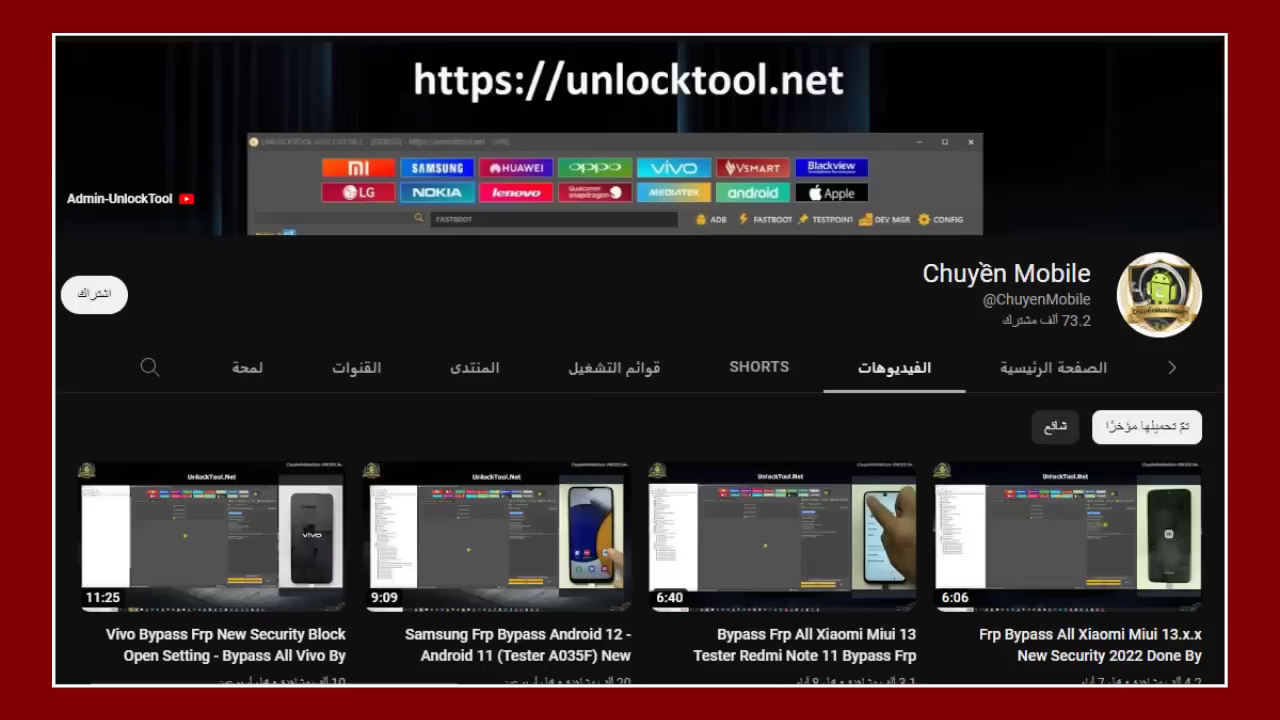 https://unlocktool.net
MI SAMSUNG HUAWEI OPPO vivo VSMART Blackview
LG NOKIA lenovo Qualcomm snapdragon MEDIATEK android Apple
FASTBOOT ADB FASTBOOT TESTPOINT DEV MGR CONFIG
Admin-UnlockTool
Chuyền Mobile
@ChuyenMobile
73.2 ألف مشترك
اشتراك
الصفحة الرئيسية الفيديوهات SHORTS قوائم التشغيل المنتدى القنوات لمحة
تمّ تحميلها مؤخرًا شائع
UnlockTool.Net UnlockTool.Net UnlockTool.Net UnlockTool.Net
vivo
11:25 9:09 6:40 6:06
Frp Bypass All Xiaomi Miui 13.x.x
New Security 2022 Done By
Bypass Frp All Xiaomi Miui 13
Tester Redmi Note 11 Bypass Frp
Samsung Frp Bypass Android 12 -
Android 11 (Tester A035F) New
Vivo Bypass Frp New Security Block
Open Setting - Bypass All Vivo By